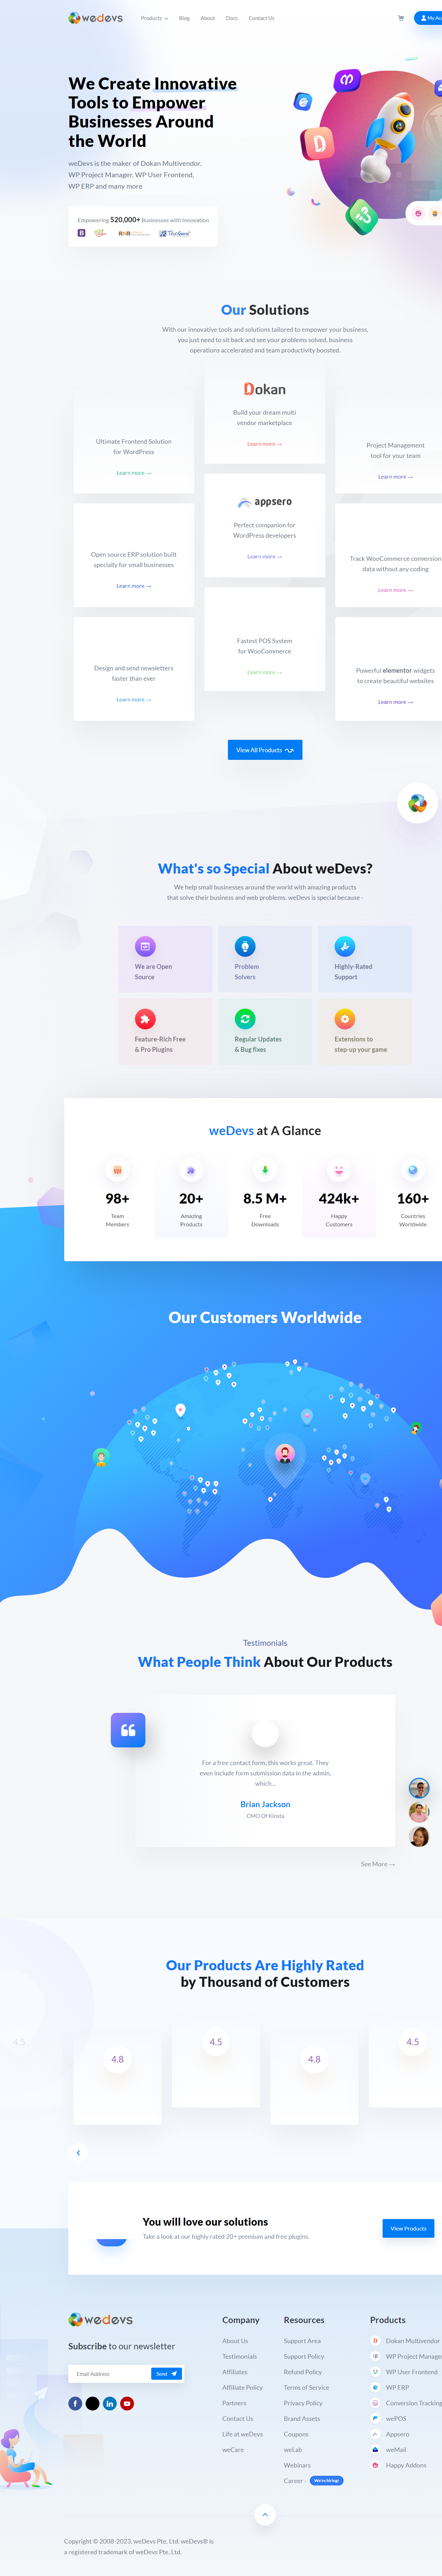 wedevs
Products
Blog
About
Docs
Contact Us
My Ac
We Create Innovative
Tools to Empower
Businesses Around
the World
weDevs is the maker of Dokan Multivendor,
WP Project Manager, WP User Frontend,
WP ERP and many more
Empowering 520,000+ Businesses with Innovation
Our Solutions
With our innovative tools and solutions tailored to empower your business,
you just need to sit back and see your problems solved, business
operations accelerated and team productivity boosted.
Dokan
Build your dream multi
vendor marketplace
Learn more →
Ultimate Frontend Solution
for WordPress
Learn more →
Project Management
tool for your team
Learn more →
appsero
Perfect companion for
WordPress developers
Learn more →
Open source ERP solution built
specially for small businesses
Learn more →
Track WooCommerce conversion
data without any coding
Learn more →
Fastest POS System
for WooCommerce
Learn more →
Design and send newsletters
faster than ever
Learn more →
Powerful elementor widgets
to create beautiful websites
Learn more →
View All Products
What's so Special About weDevs?
We help small businesses around the world with amazing products
that solve their business and web problems. weDevs is special because -
We are Open
Source
Problem
Solvers
Highly-Rated
Support
Feature-Rich Free
& Pro Plugins
Regular Updates
& Bug fixes
Extensions to
step-up your game
weDevs at A Glance
98+
Team
Members
20+
Amazing
Products
8.5 M+
Free
Downloads
424k+
Happy
Customers
160+
Countries
Worldwide
Our Customers Worldwide
Testimonials
What People Think About Our Products
For a free contact form, this works great. They
even include form submission data in the admin,
which...
Brian Jackson
CMO Of Kinsta
See More →
Our Products Are Highly Rated
by Thousand of Customers
4.5
4.8
4.5
4.8
4.5
You will love our solutions
Take a look at our highly rated 20+ premium and free plugins.
View Products
wedevs
Subscribe to our newsletter
Email Address
Send
Company
About Us
Testimonials
Affiliates
Affiliate Policy
Partners
Contact Us
Life at weDevs
weCare
Resources
Support Area
Support Policy
Refund Policy
Terms of Service
Privacy Policy
Brand Assets
Coupons
weLab
Webinars
Career - We're hiring!
Products
Dokan Multivendor
WP Project Manage
WP User Frontend
WP ERP
Conversion Tracking
wePOS
Appsero
weMail
Happy Addons
Copyright © 2008-2023, weDevs Pte. Ltd. weDevs® is
a registered trademark of weDevs Pte. Ltd.